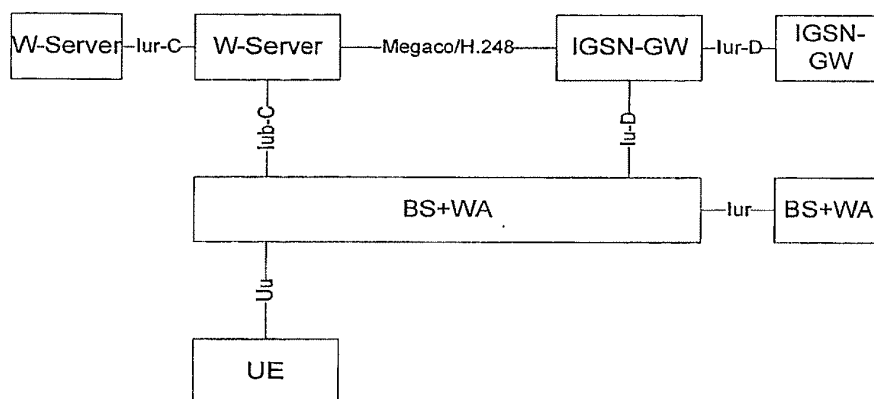 W-Server
Iur-C
W-Server
Megaco/H.248
IGSN-GW
Iur-D
IGSN-
GW
Iub-C
Iu-D
BS+WA
Iur
BS+WA
Uu
UE